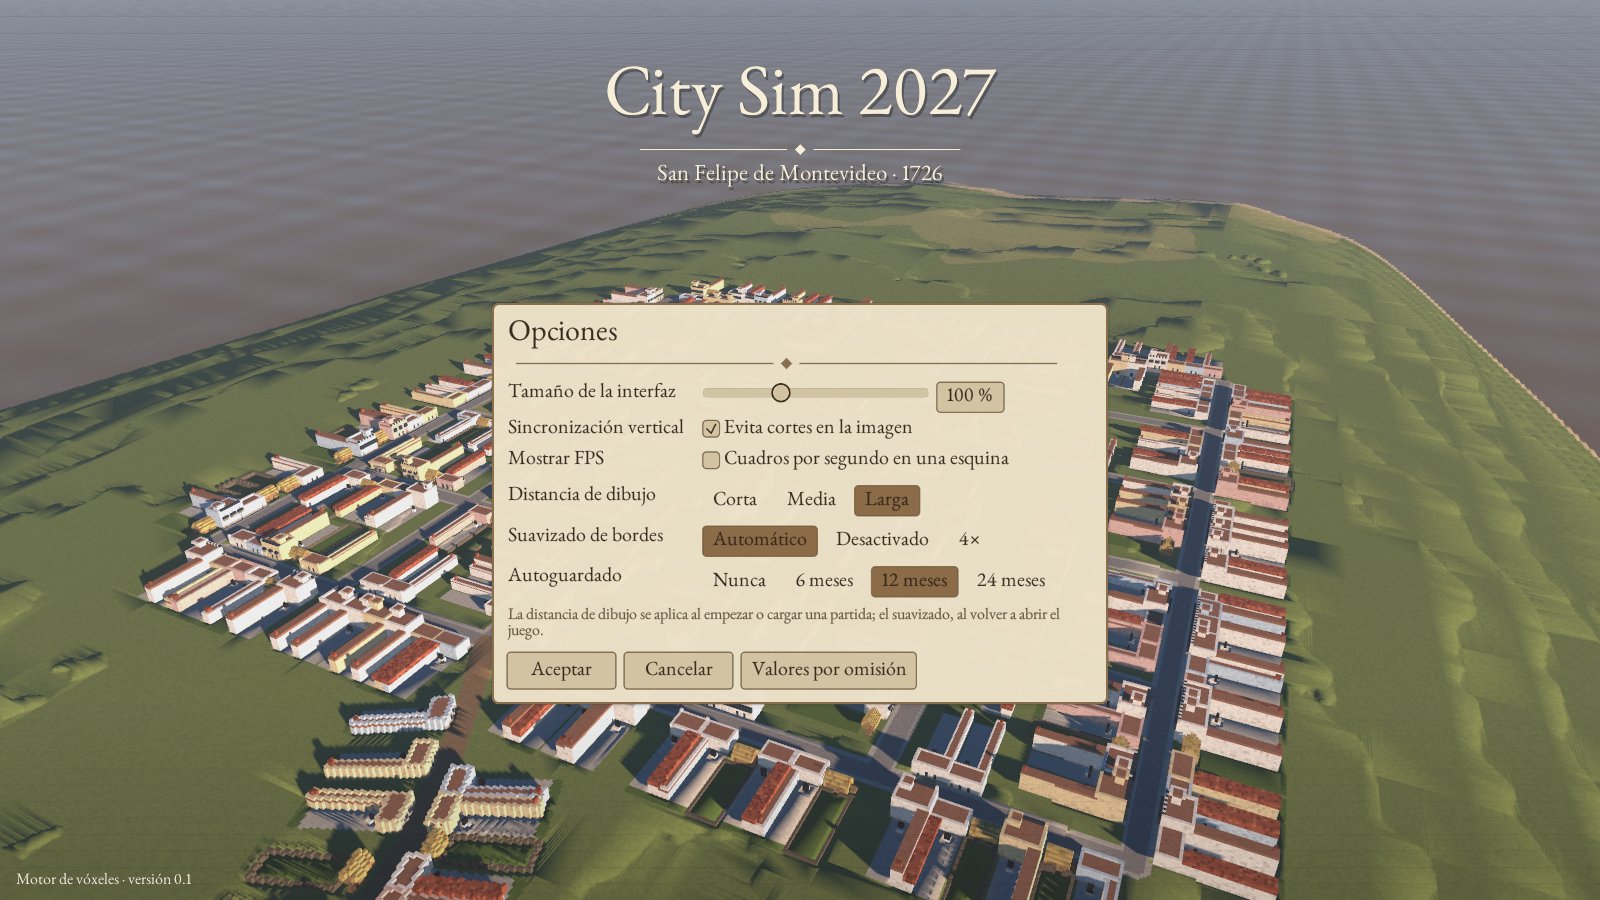 City Sim 2027
San Felipe de Montevideo · 1726
Opciones
Tamaño de la interfaz 100 %
Sincronización vertical Evita cortes en la imagen
Mostrar FPS Cuadros por segundo en una esquina
Distancia de dibujo Corta Media Larga
Suavizado de bordes Automático Desactivado 4×
Autoguardado Nunca 6 meses 12 meses 24 meses
La distancia de dibujo se aplica al empezar o cargar una partida; el suavizado, al volver a abrir el
juego.
Aceptar Cancelar Valores por omisión
Motor de vóxeles · versión 0.1